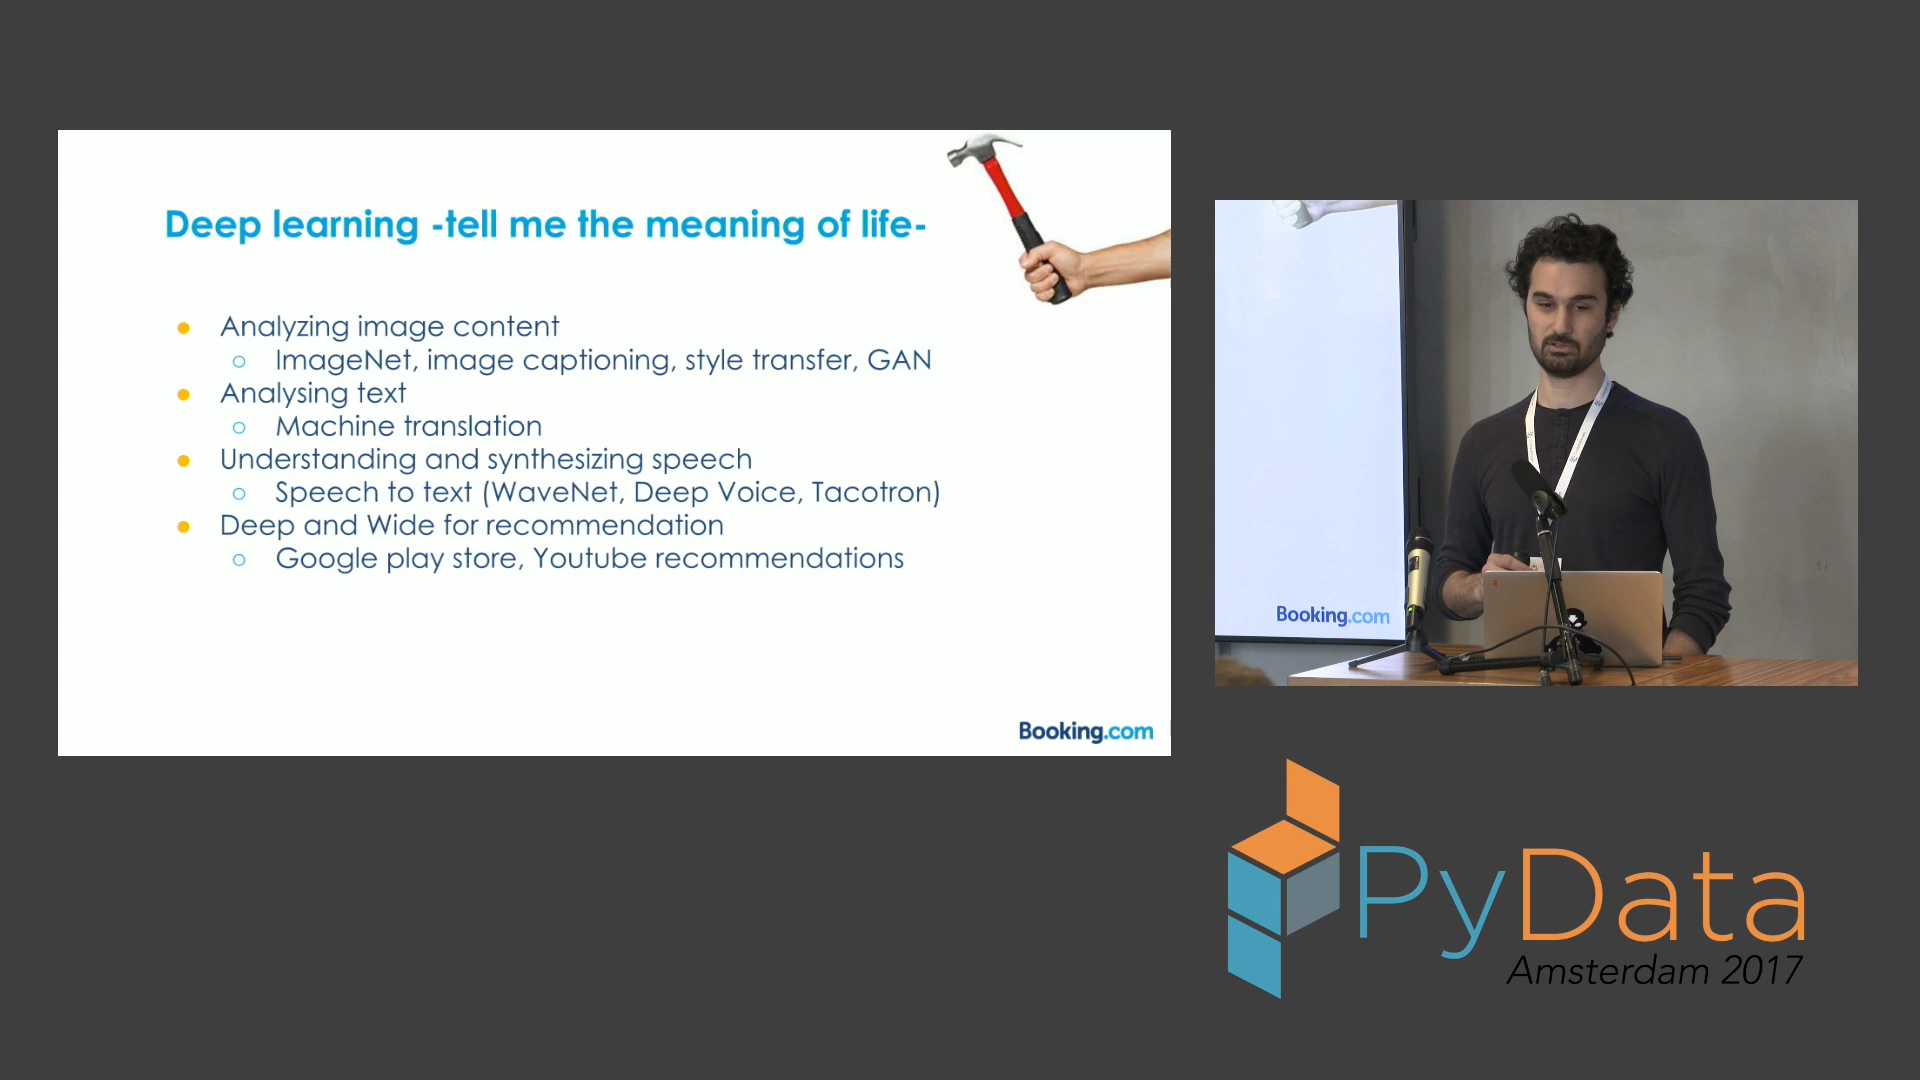 Deep learning -tell me the meaning of life-
● Analyzing image content
○ ImageNet, image captioning, style transfer, GAN
● Analysing text
○ Machine translation
● Understanding and synthesizing speech
○ Speech to text (WaveNet, Deep Voice, Tacotron)
● Deep and Wide for recommendation
○ Google play store, Youtube recommendations
Booking.com
Booking.com
PyData
Amsterdam 2017